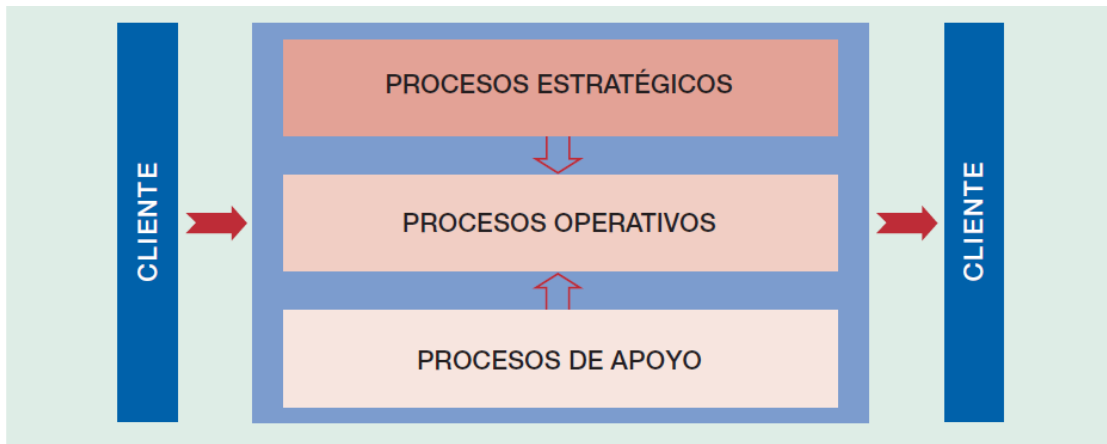 CLIENTE
PROCESOS ESTRATÉGICOS
PROCESOS OPERATIVOS
PROCESOS DE APOYO
CLIENTE